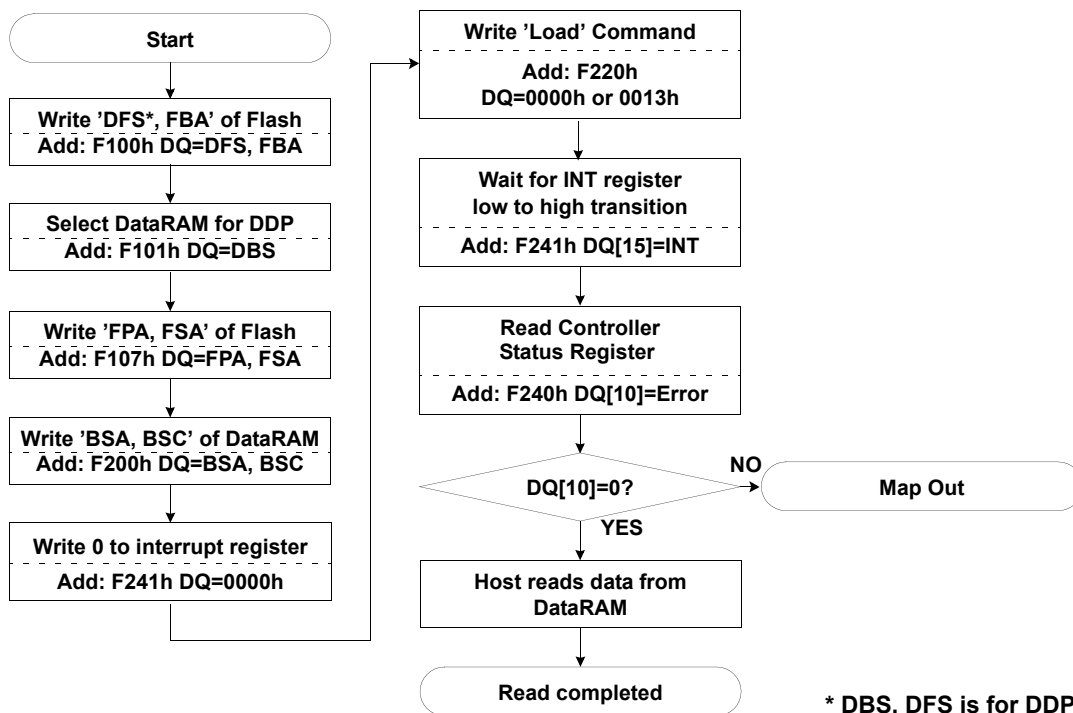 Start
Write ’DFS*, FBA’ of Flash
Add: F100h DQ=DFS, FBA
Select DataRAM for DDP
Add: F101h DQ=DBS
Write ’FPA, FSA’ of Flash
Add: F107h DQ=FPA, FSA
Write ’BSA, BSC’ of DataRAM
Add: F200h DQ=BSA, BSC
Write 0 to interrupt register
Add: F241h DQ=0000h
Write ’Load’ Command
Add: F220h
DQ=0000h or 0013h
Wait for INT register
low to high transition
Add: F241h DQ[15]=INT
Read Controller
Status Register
Add: F240h DQ[10]=Error
DQ[10]=0?
NO
Map Out
YES
Host reads data from
DataRAM
Read completed
* DBS, DFS is for DDP